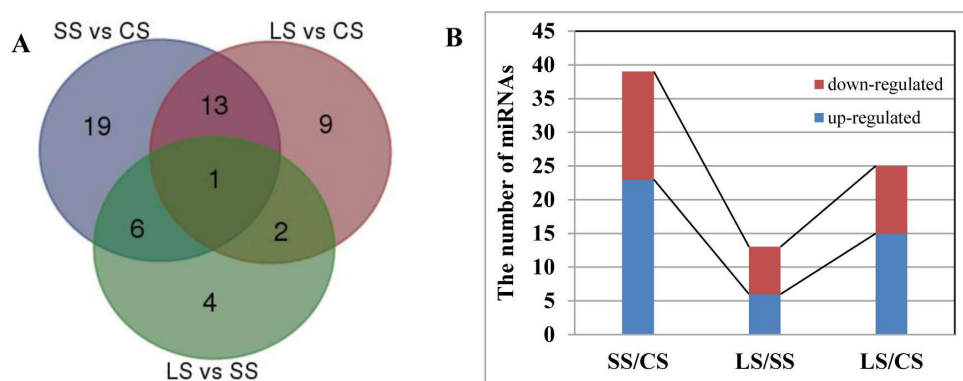 A
SS vs CS
LS vs CS
19
13
9
1
6
2
4
LS vs SS
B
The number of miRNAs
45
40
35
30
25
20
15
10
5
0
down-regulated
up-regulated
SS/CS
LS/SS
LS/CS